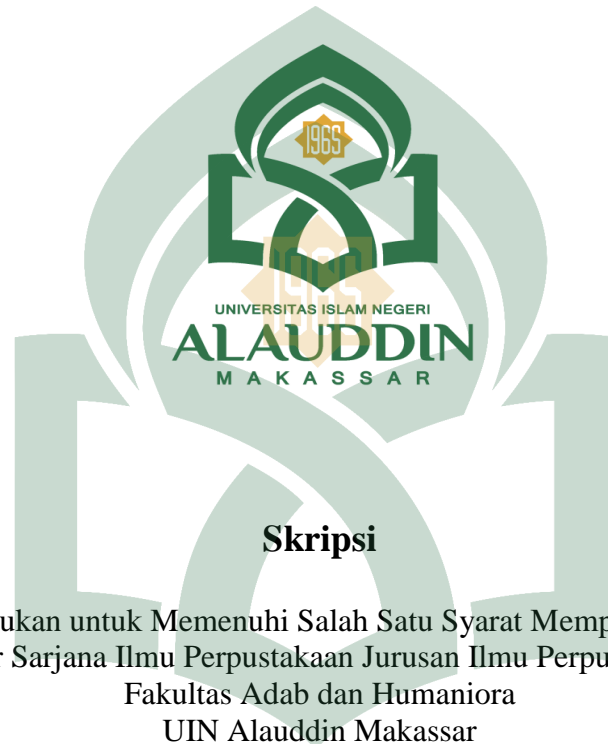 1965
1965
UNIVERSITAS ISLAM NEGERI
ALAUDDIN
MAKASSAR
Skripsi
ukan untuk Memenuhi Salah Satu Syarat Memp
r Sarjana Ilmu Perpustakaan Jurusan Ilmu Perpu
Fakultas Adab dan Humaniora
UIN Alauddin Makassar